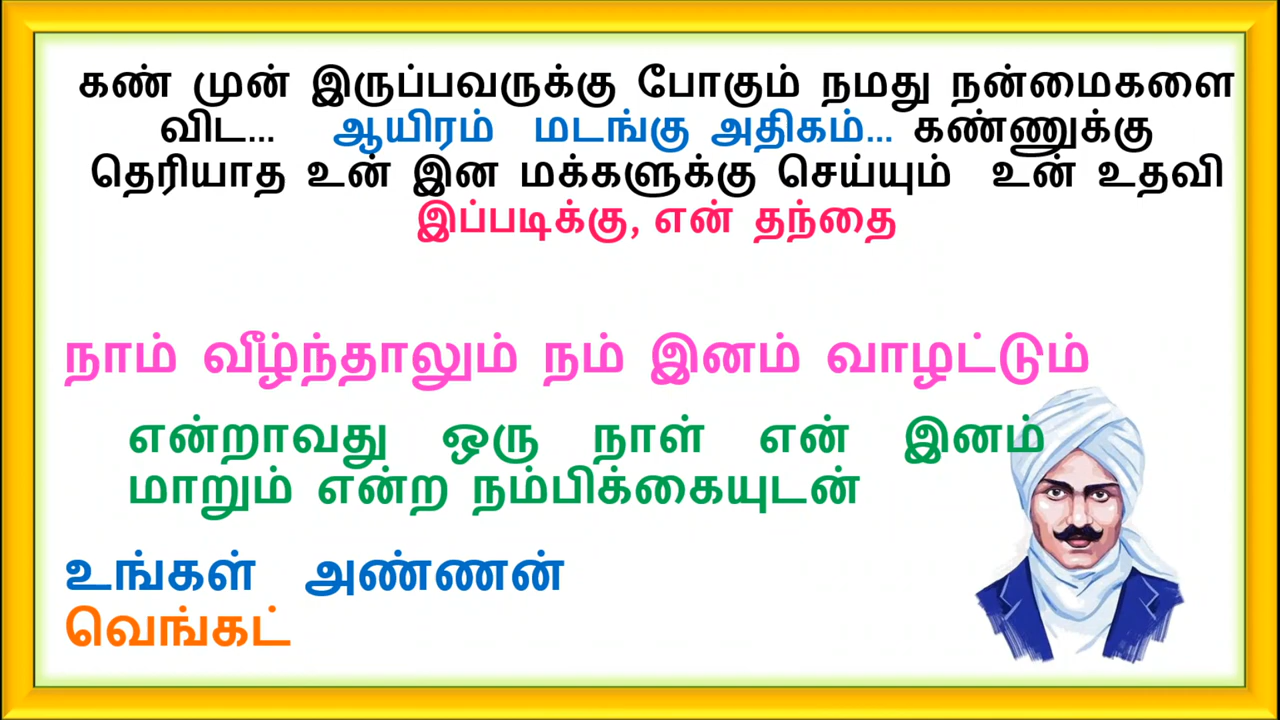 கண் முன் இருப்பவருக்கு போகும் நமது நன்மைகளை
விட... ஆயிரம் மடங்கு அதிகம்... கண்ணுக்கு
தெரியாத உன் இன மக்களுக்கு செய்யும் உன் உதவி
இப்படிக்கு, என் தந்தை
நாம் வீழ்ந்தாலும் நம் இனம் வாழட்டும்
என்றாவது ஒரு நாள் என் இனம்
மாறும் என்ற நம்பிக்கையுடன்
உங்கள் அண்ணன்
வெங்கட்